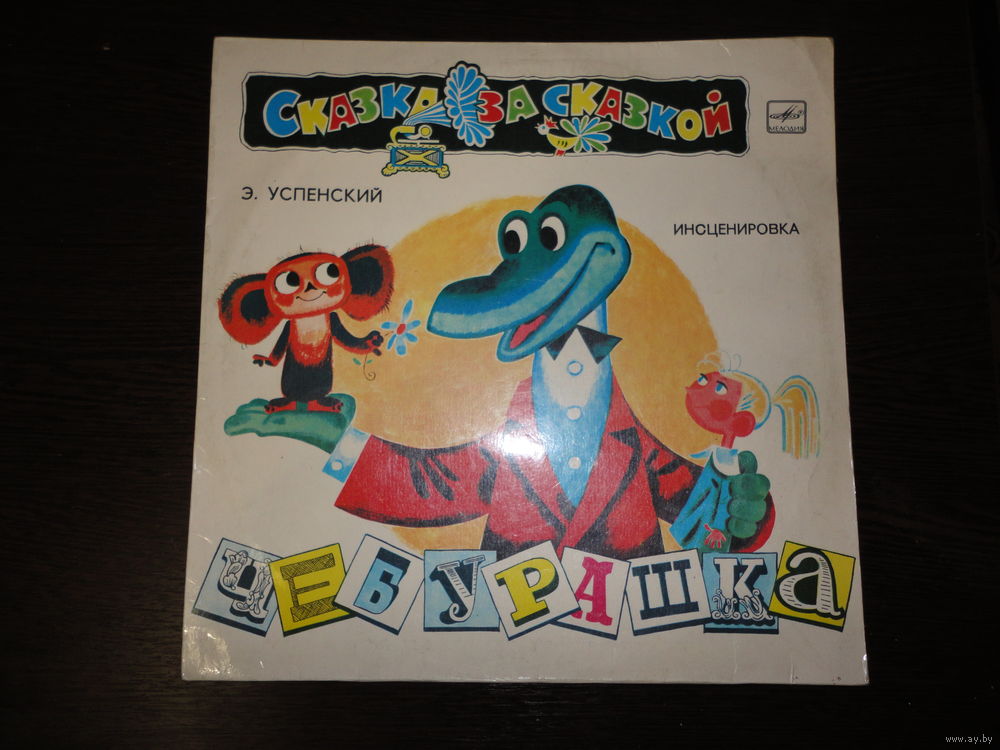 СКАЗКА ЗА СКАЗКОЙ
МЕЛОДИЯ
Э. УСПЕНСКИЙ
ИНСЦЕНИРОВКА
ЧЕБУРАШКА
www.ay.by